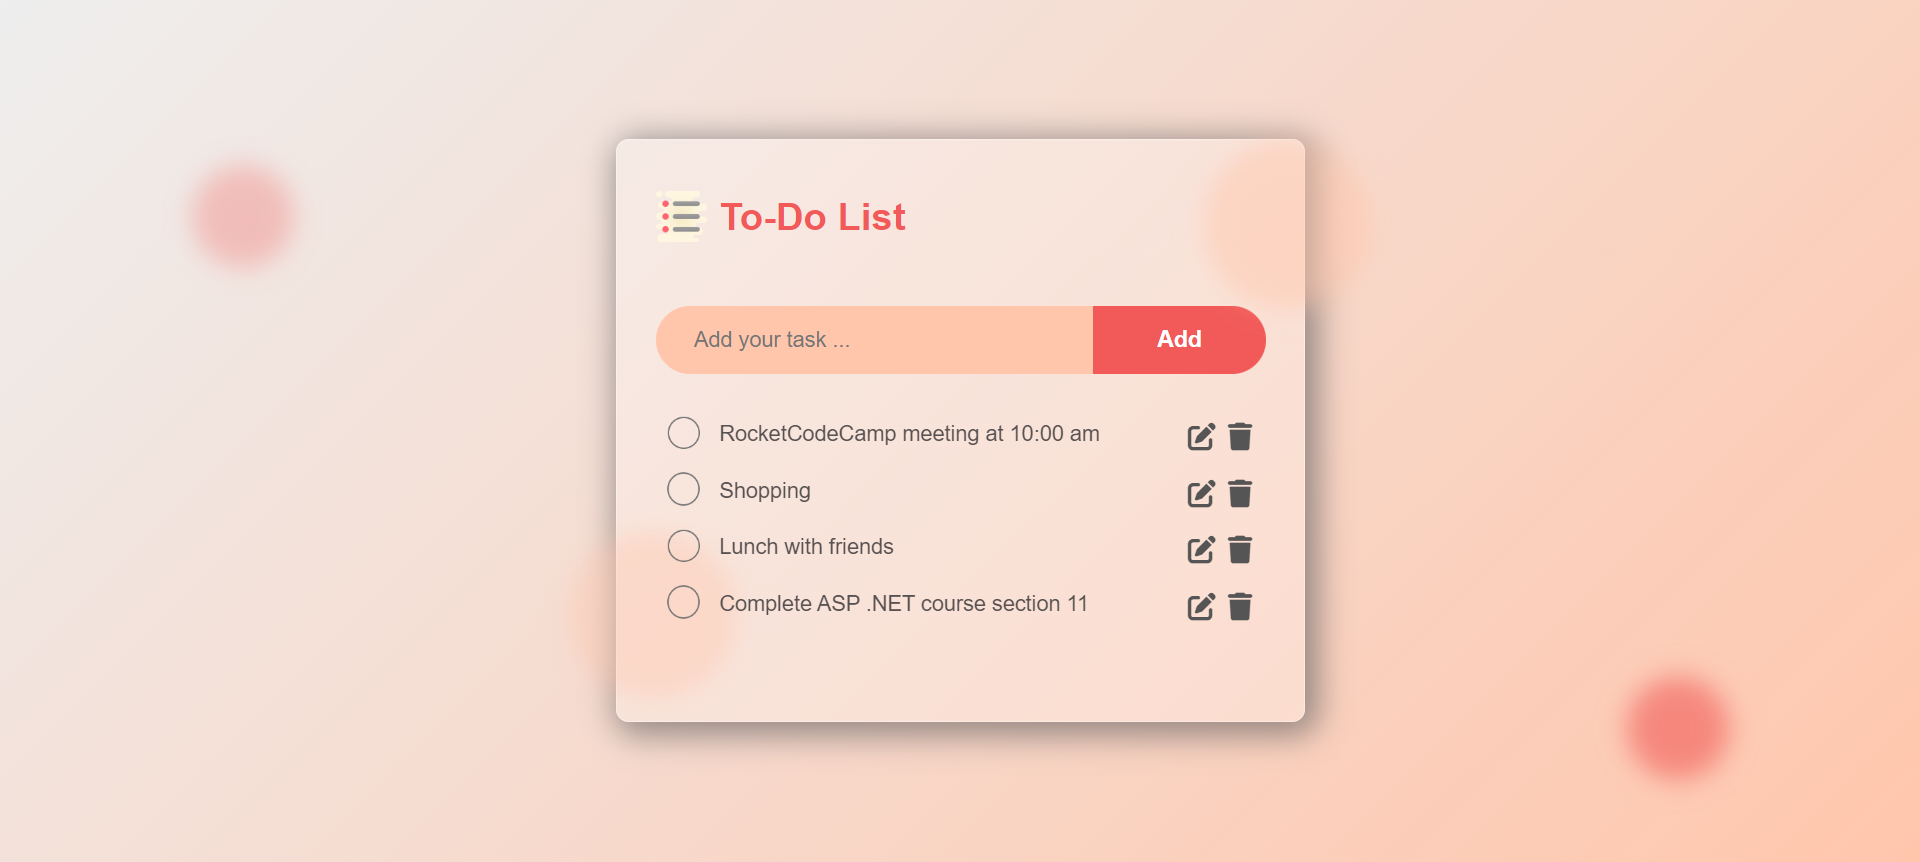 To-Do List
Add your task ...
Add
RocketCodeCamp meeting at 10:00 am
Shopping
Lunch with friends
Complete ASP .NET course section 11